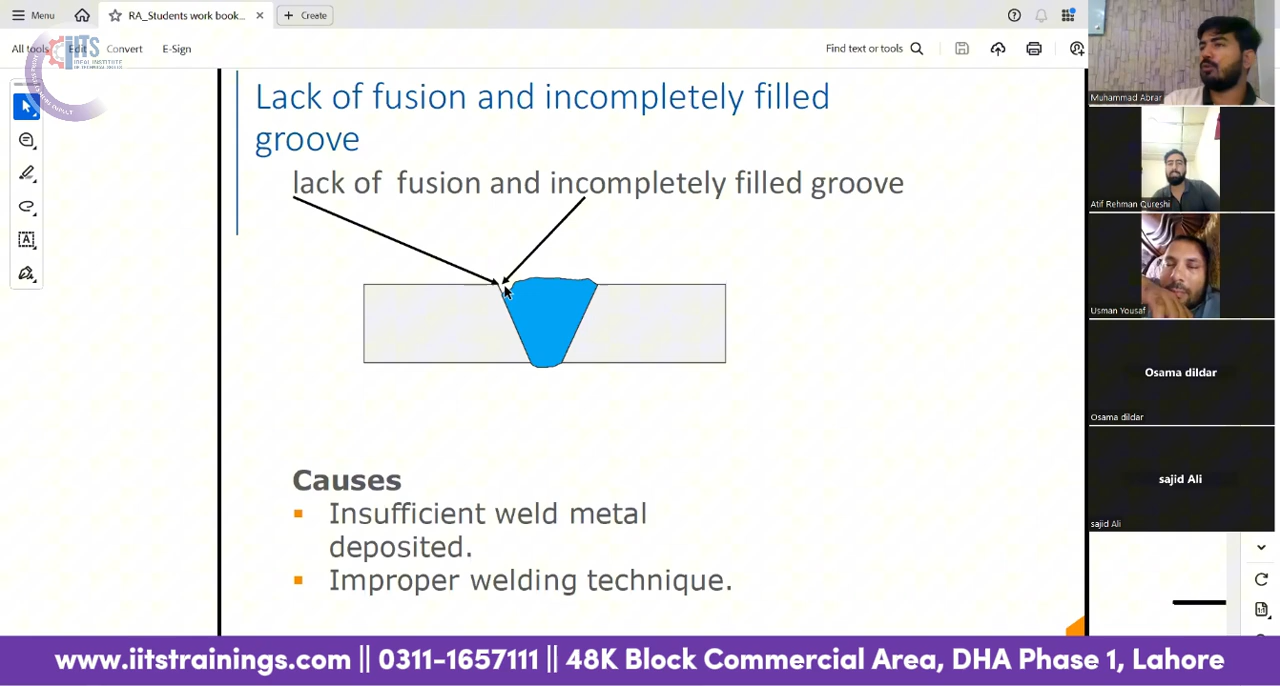 Menu
RA_Students work book...
Create
All tools
Edit
Convert
E-Sign
Find text or tools
iiTS
IDEAL INSTITUTE
Lack of fusion and incompletely filled
groove
lack of fusion and incompletely filled groove
Causes
Insufficient weld metal
deposited.
Improper welding technique.
Muhammad Abrar
Atif Rehman Qureshi
Usman Yousaf
Osama dildar
Osama dildar
sajid Ali
sajid Ali
www.iitstrainings.com || 0311-1657111 || 48K Block Commercial Area, DHA Phase 1, Lahore